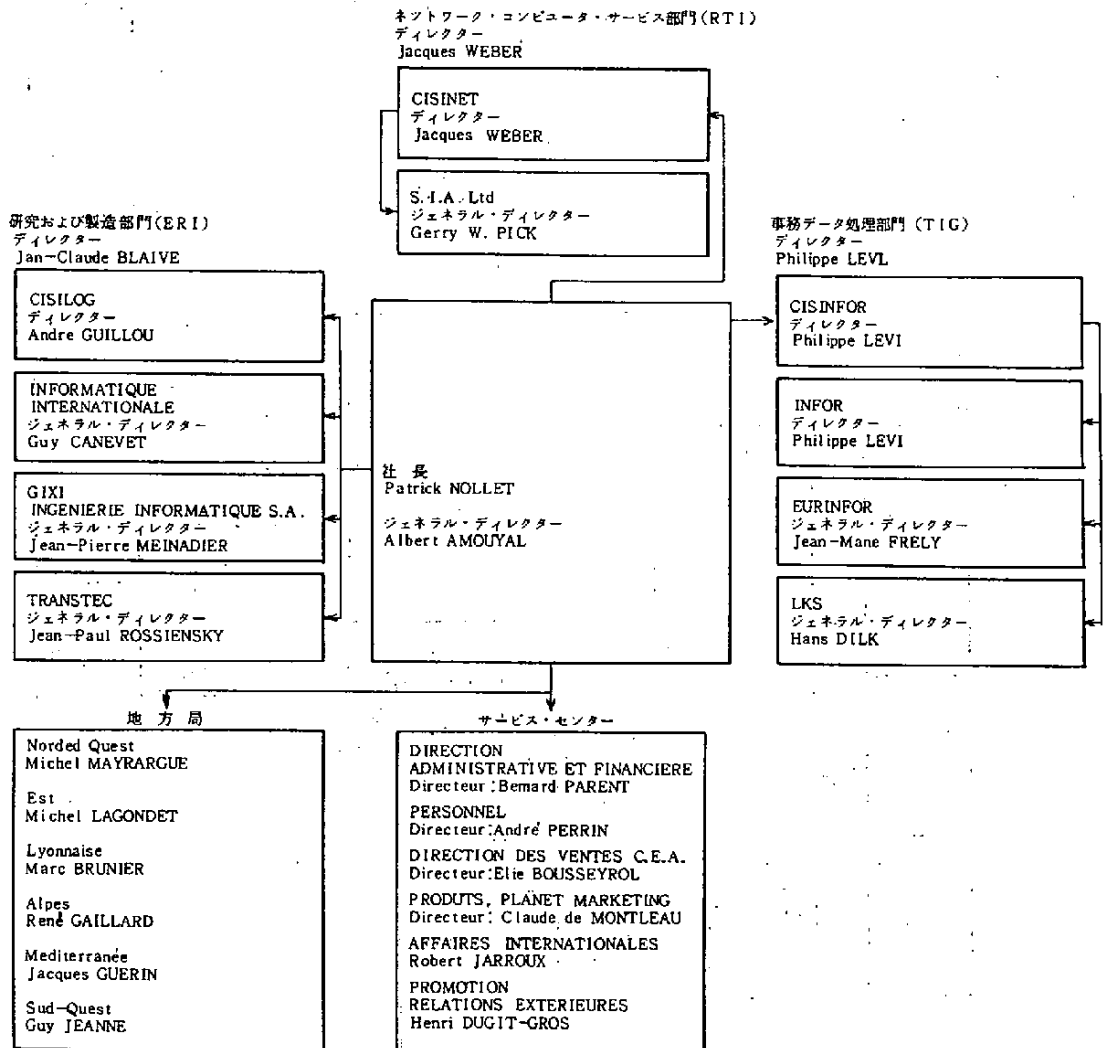 ネットワーク・コンピュータ・サービス部門(RTI)
ディレクター
Jacques WEBER
CISINET
ディレクター
Jacques WEBER
S.I.A. Ltd
ジェネラル・ディレクター
Gerry W. PICK
研究および製造部門(ERI)
ディレクター
Jan-Claude BLAIVE
CISILOG
ディレクター
Andre GUILLOU
INFORMATIQUE
INTERNATIONALE
ジェネラル・ディレクター
Guy CANEVET
GIXI
INGENIERIE INFORMATIQUE S.A.
ジェネラル・ディレクター
Jean-Pierre MEINADIER
TRANSTEC
ジェネラル・ディレクター
Jean-Paul ROSSIENSKY
社 長
Patrick NOLLET
ジェネラル・ディレクター
Albert AMOUYAL
事務データ処理部門 (TIG)
ディレクター
Philippe LEVL
CISINFOR
ディレクター
Philippe LEVI
INFOR
ディレクター
Philippe LEVI
EURINFOR
ジェネラル・ディレクター
Jean-Mane FRELY
LKS
ジェネラル・ディレクター
Hans DILK
地 方 局
Norded Quest
Michel MAYRARGUE
Est
Michel LAGONDET
Lyonnaise
Marc BRUNIER
Alpes
René GAILLARD
Mediterranée
Jacques GUERIN
Sud-Quest
Guy JEANNE
サービス・センター
DIRECTION
ADMINISTRATIVE ET FINANCIERE
Directeur:Bemard PARENT
PERSONNEL
Directeur:André PERRIN
DIRECTION DES VENTES C.E.A.
Directeur:Elie BOUSSEYROL
PRODUTS, PLANET MARKETING
Directeur: Claude de MONTLEAU
AFFAIRES INTERNATIONALES
Robert JARROUX
PROMOTION
RELATIONS EXTERIEURES
Henri DUGIT-GROS